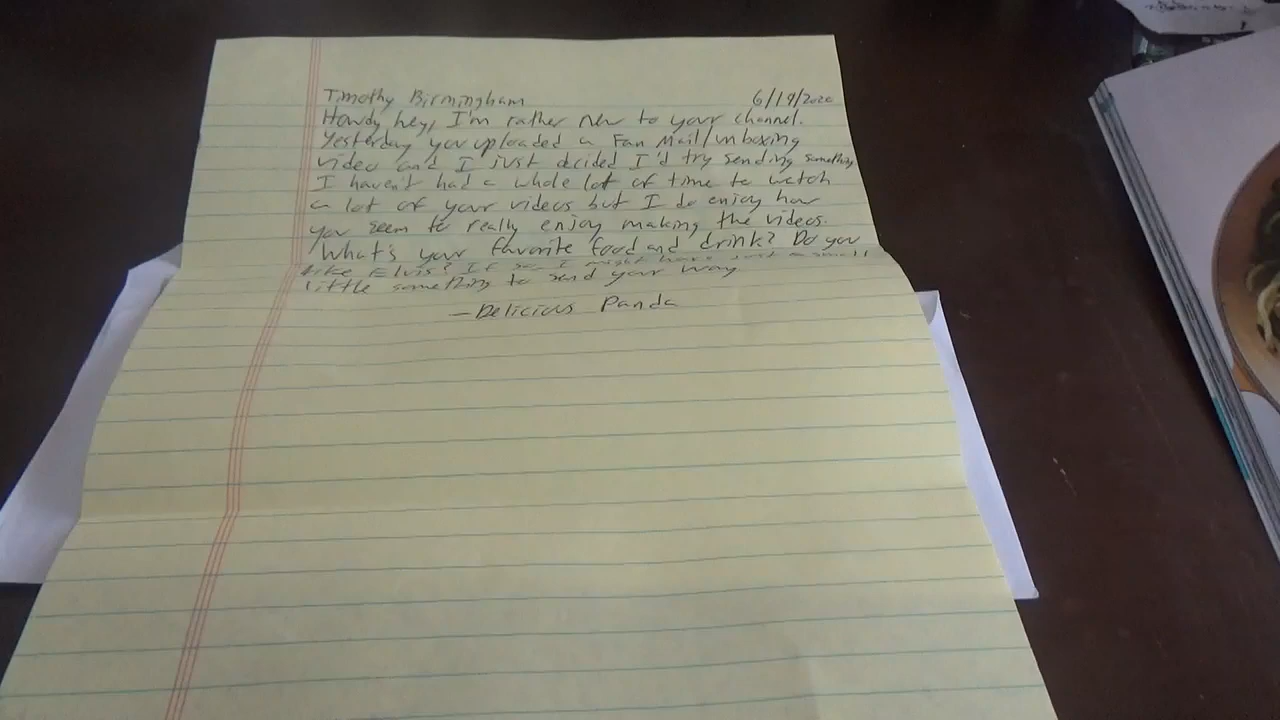 Timothy Birmingham 6/19/2020
Howdy hey, I'm rather new to your channel.
Yesterday you uploaded a Fan Mail/unboxing
video and I just decided I'd try sending something
I haven't had a whole lot of time to watch
a lot of your videos but I do enjoy how
you seem to really enjoy making the videos.
What's your favorite food and drink? Do you
like Elvis? If so I might have just a small
little something to send your way
—Delicious Panda